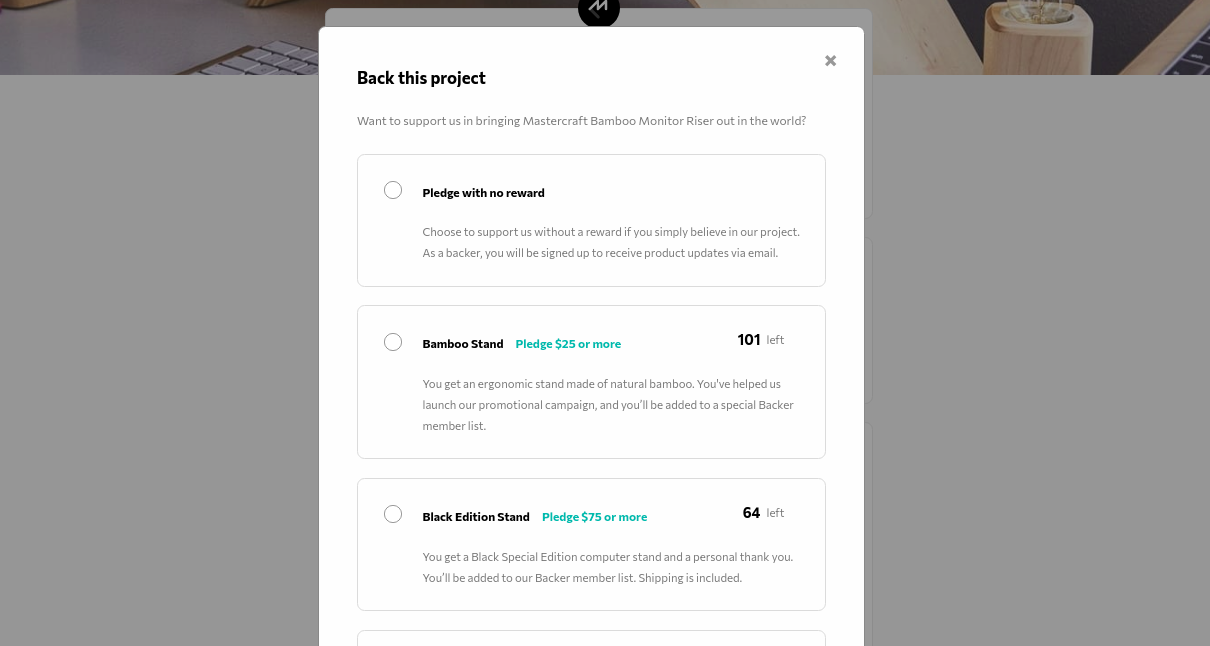 Back this project
Want to support us in bringing Mastercraft Bamboo Monitor Riser out in the world?
Pledge with no reward
Choose to support us without a reward if you simply believe in our project.
As a backer, you will be signed up to receive product updates via email.
Bamboo Stand Pledge $25 or more 101 left
You get an ergonomic stand made of natural bamboo. You've helped us
launch our promotional campaign, and you’ll be added to a special Backer
member list.
Black Edition Stand Pledge $75 or more 64 left
You get a Black Special Edition computer stand and a personal thank you.
You’ll be added to our Backer member list. Shipping is included.